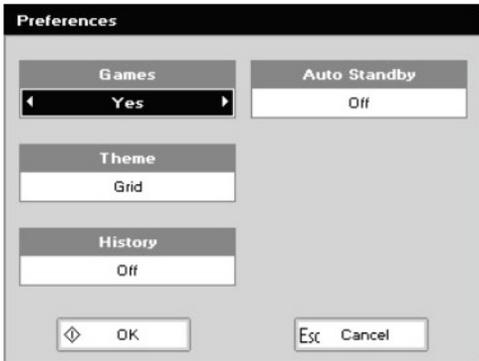 Preferences
Games
Yes
Auto Standby
Off
Theme
Grid
History
Off
OK
Esc Cancel